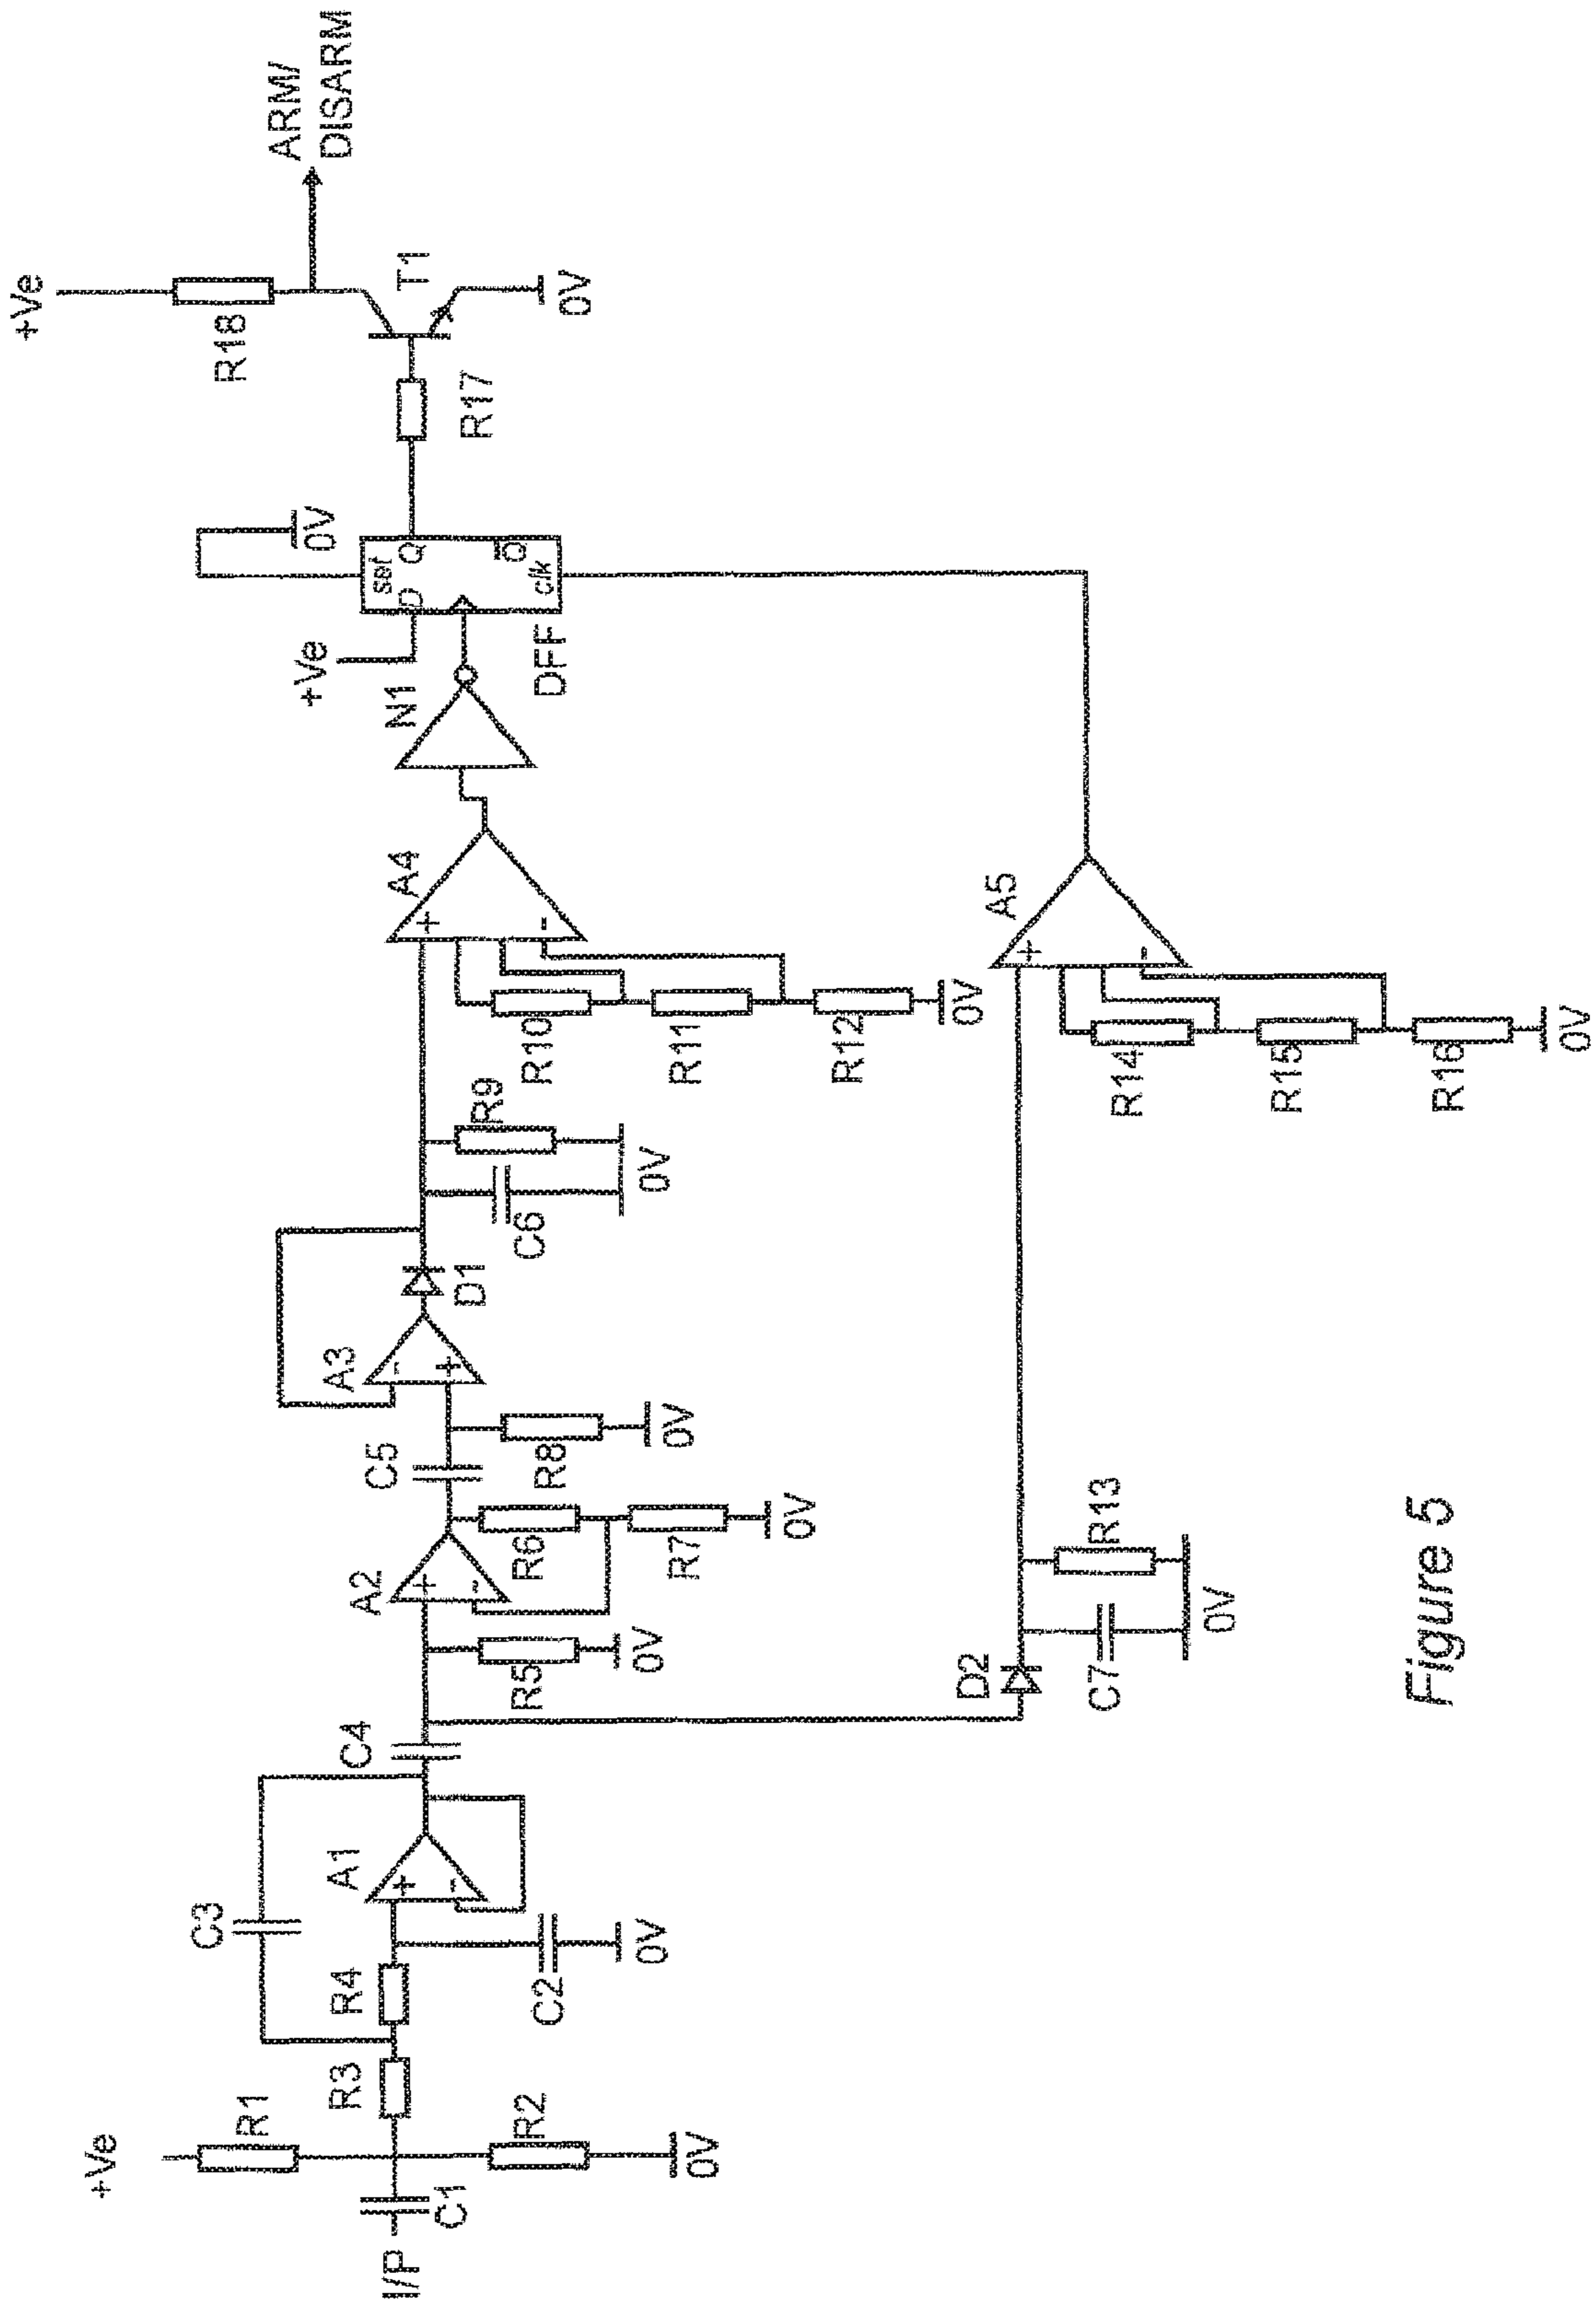 +Ve
R18
ARM/
DISARM
T1
0V
R17
0V
+Ve
set
D
Q
Q
clk
DFF
N1
A4
+
-
R10
R11
R12
0V
A5
+
-
R14
R15
R16
0V
R9
C6
0V
D1
A3
-
+
C5
R8
0V
A2
+
-
R6
R7
0V
R5
0V
D2
C7
R13
0V
C4
C3
A1
+
-
R4
C2
0V
R3
+Ve
R1
R2
0V
C1
I/P
Figure 5